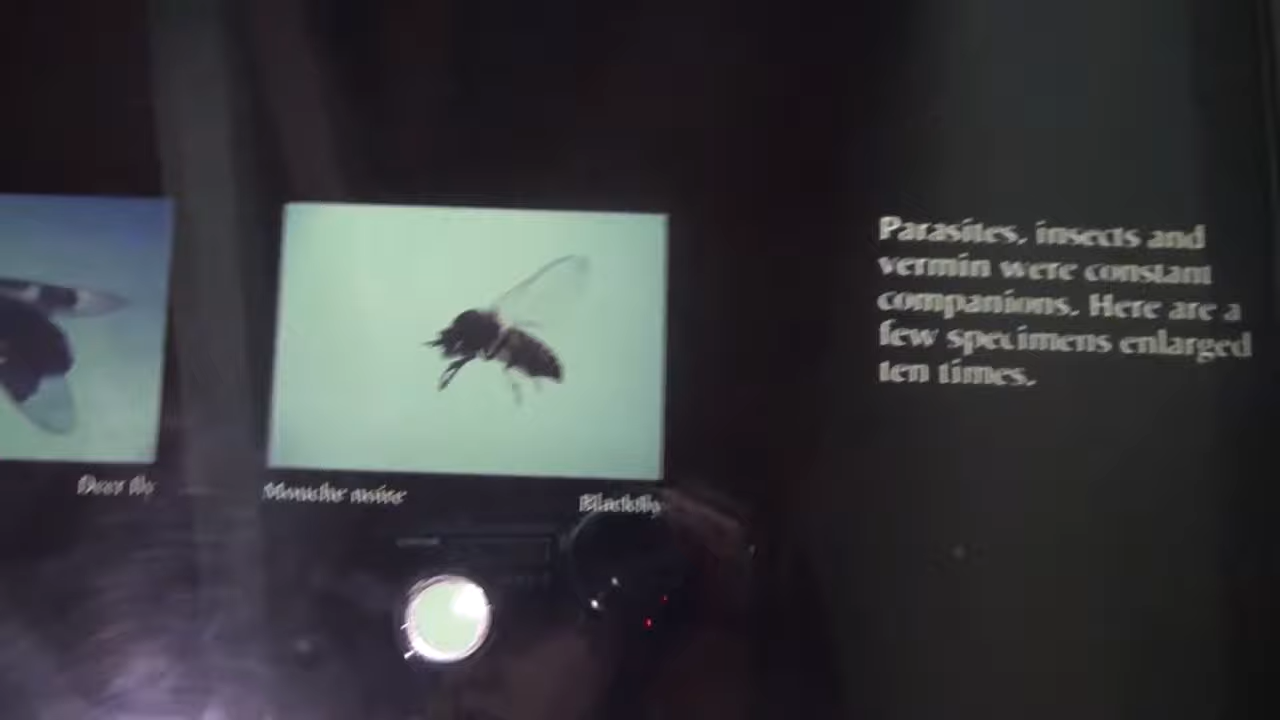 Parasites, insects and
vermin were constant
companions. Here are a
few specimens enlarged
ten times.
Deer fly
Mouche noire
Blackfly